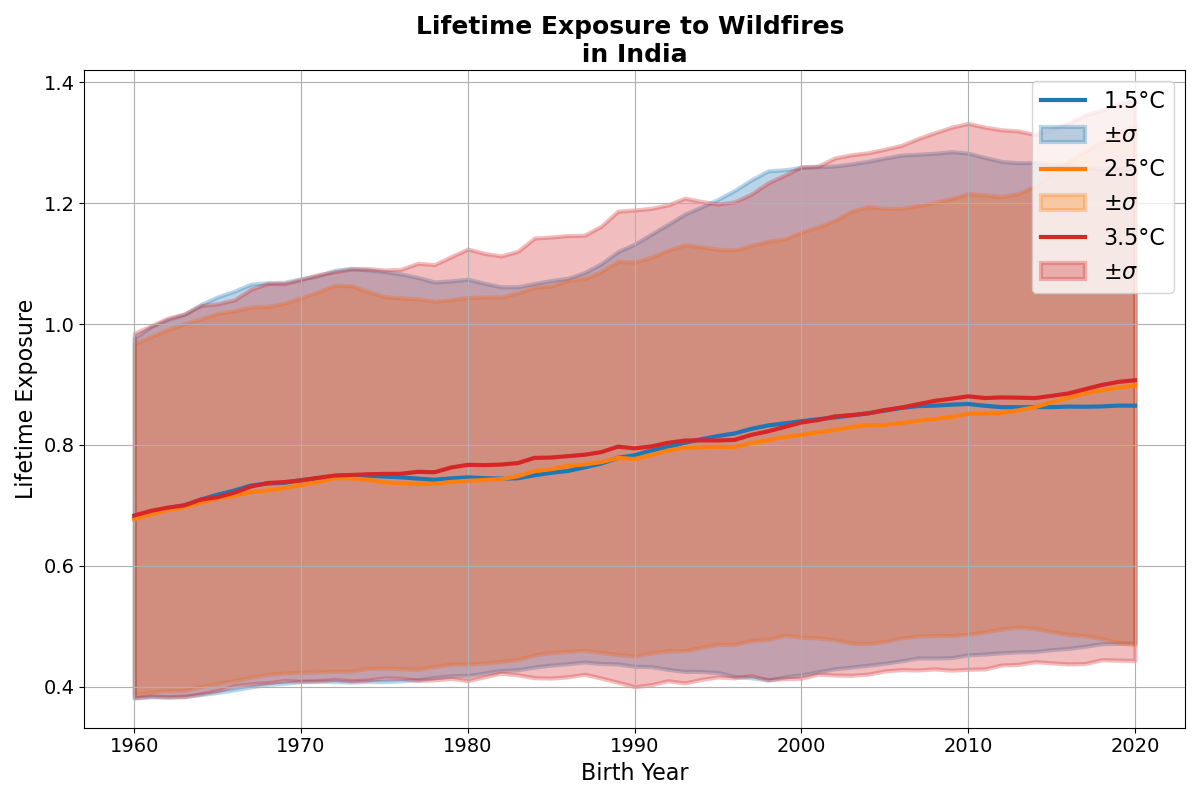 Lifetime Exposure to Wildfires
in India
1.4
1.2
1.0
0.8
0.6
0.4
Lifetime Exposure
1.5°C
±σ
2.5°C
±σ
3.5°C
±σ
1960
1970
1980
1990
2000
2010
2020
Birth Year